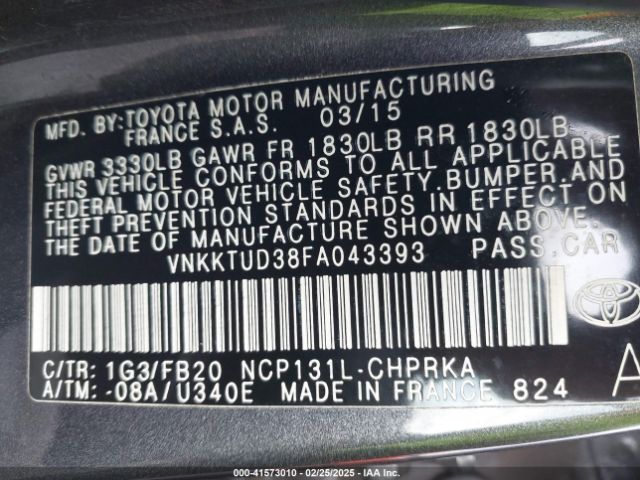 MFD. BY: TOYOTA MOTOR MANUFACTURING
FRANCE S.A.S. 03/15
GVWR 3330LB GAWR FR 1830LB RR 1830LB
THIS VEHICLE CONFORMS TO ALL APPLICABLE
FEDERAL MOTOR VEHICLE SAFETY, BUMPER, AND
THEFT PREVENTION STANDARDS IN EFFECT ON
THE DATE OF MANUFACTURE SHOWN ABOVE.
VNKKTUD38FA043393 PASS.CAR
C/TR: 1G3/FB20 NCP131L-CHPRKA A
A/TM: -08A/U340E MADE IN FRANCE 824
000-41573010 - 02/25/2025 - IAAI.COM